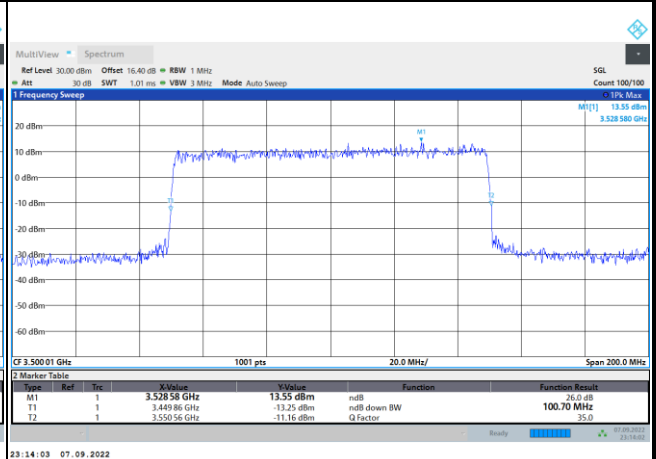 MultiView Spectrum
Ref Level 30.00 dBm Offset 16.40 dB RBW 1 MHz SGL
Att 30 dB SWT 1.01 ms VBW 3 MHz Mode Auto Sweep Count 100/100
1 Frequency Sweep 1Pk Max
M1[1] 13.55 dBm
3.528 580 GHz
20 dBm
M1
10 dBm
0 dBm
T1
T2
-10 dBm
-20 dBm
-30 dBm
-40 dBm
-50 dBm
-60 dBm
CF 3.500 01 GHz 1001 pts 20.0 MHz/ Span 200.0 MHz
2 Marker Table
Type Ref Trc X-Value Y-Value Function Function Result
M1 1 3.528 58 GHz 13.55 dBm ndB 26.0 dB
T1 1 3.449 86 GHz -13.25 dBm ndB down BW 100.70 MHz
T2 1 3.550 56 GHz -11.16 dBm Q Factor 35.0
Ready 07.09.2022
23:14:02
23:14:03 07.09.2022